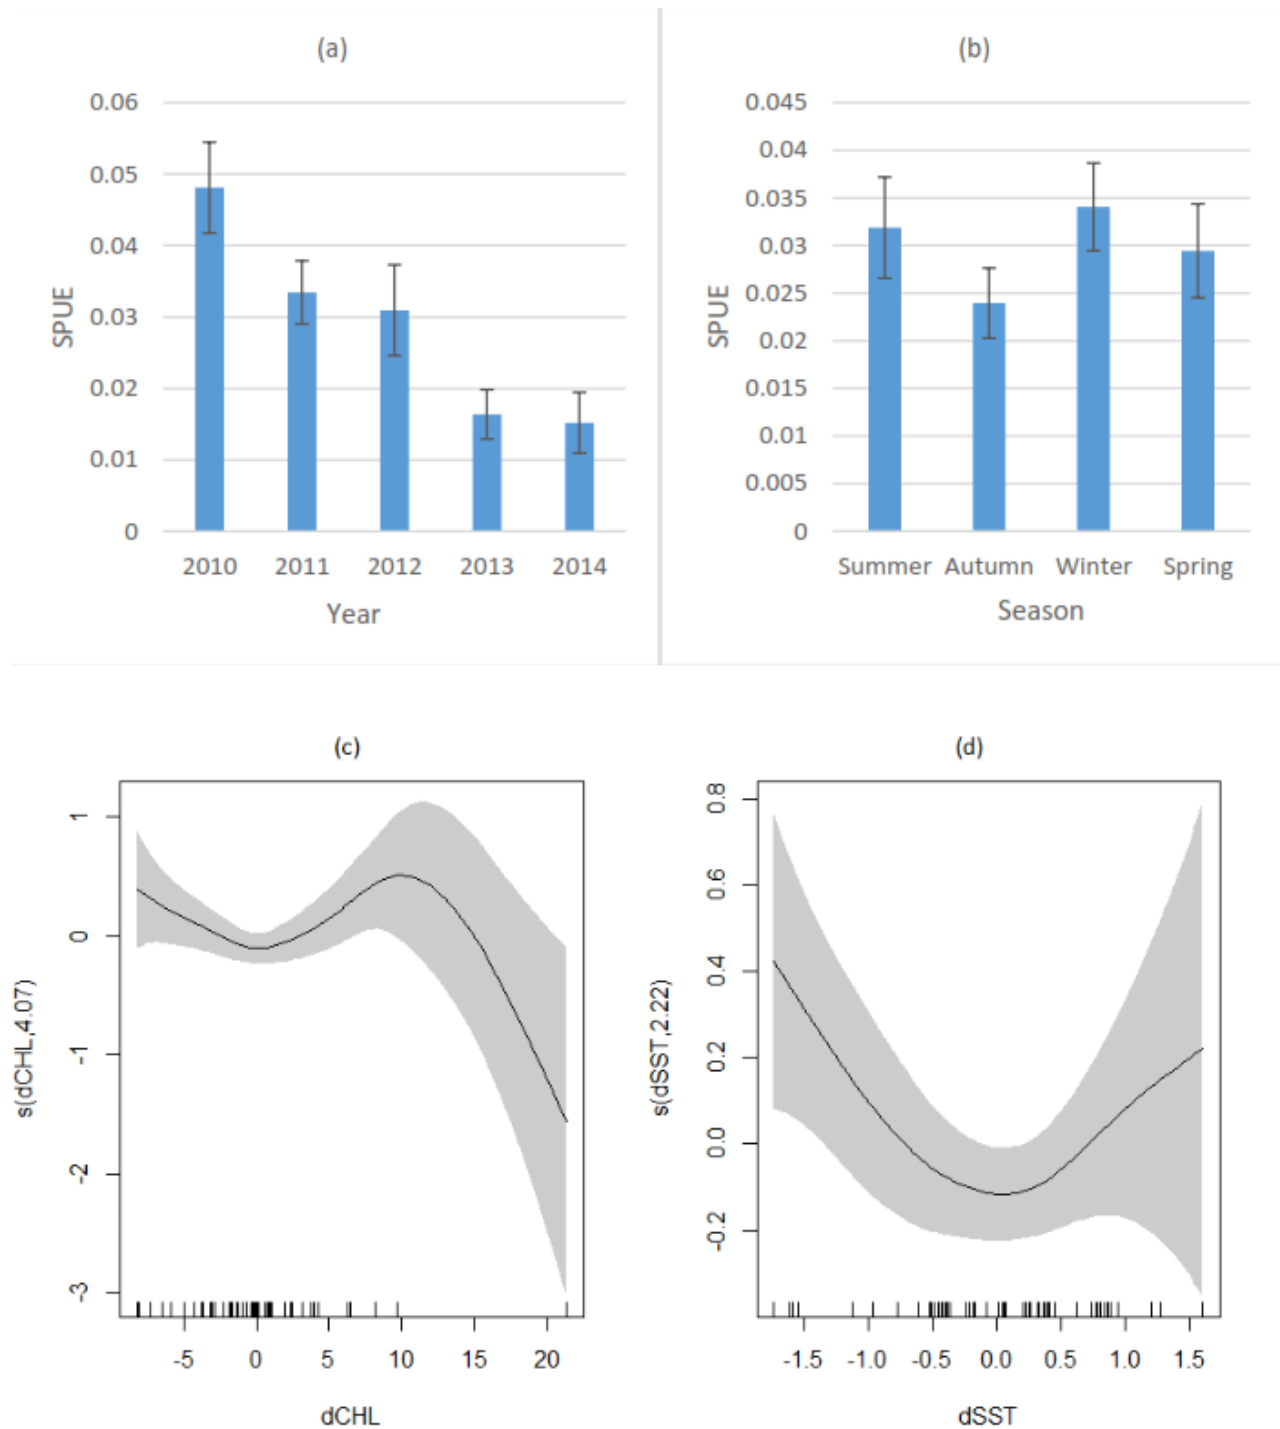 (a)
0.06
0.05
0.04
0.03
0.02
0.01
0
SPUE
2010 2011 2012 2013 2014
Year
(b)
0.045
0.04
0.035
0.03
0.025
0.02
0.015
0.01
0.005
0
SPUE
Summer Autumn Winter Spring
Season
(c)
1
0
-1
-2
-3
s(dCHL,4.07)
-5 0 5 10 15 20
dCHL
(d)
0.8
0.6
0.4
0.2
0.0
-0.2
s(dSST,2.22)
-1.5 -1.0 -0.5 0.0 0.5 1.0 1.5
dSST